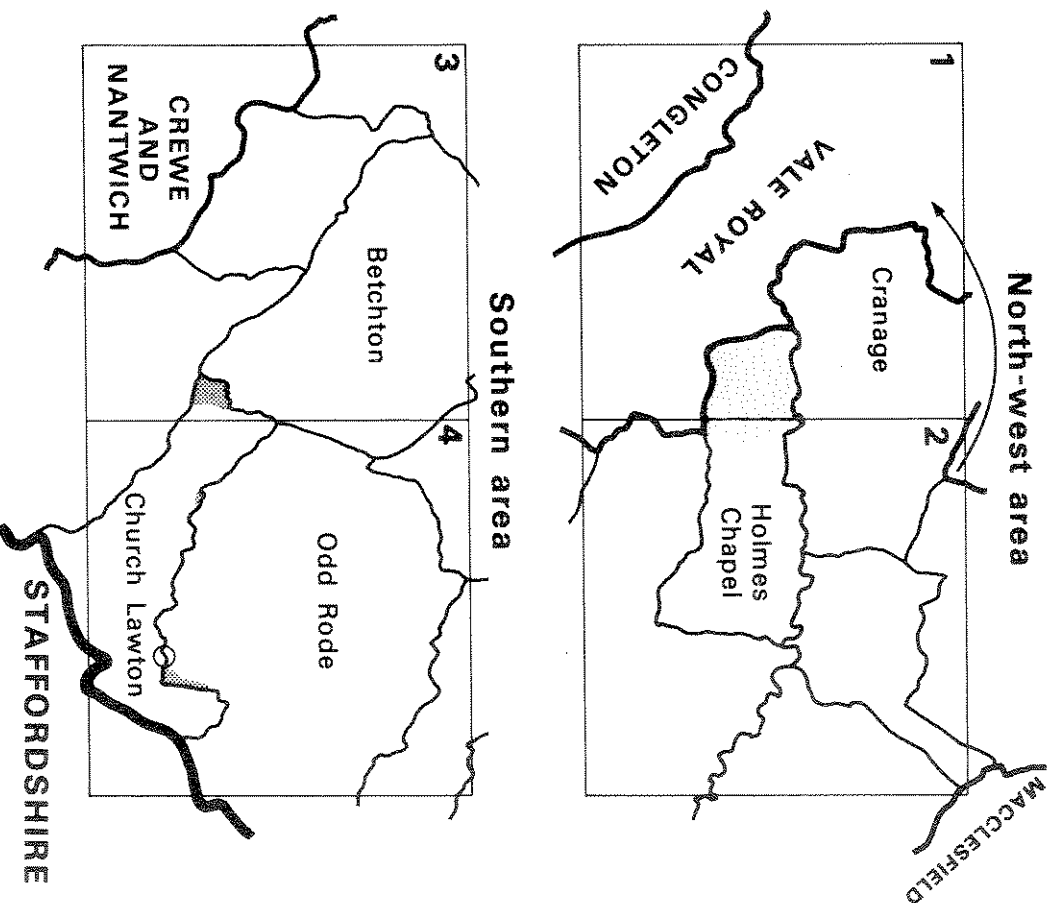 North-west area
1
2
CONGLETON
VALE ROYAL
Cranage
Holmes
Chapel
MACCLESFIELD
Southern area
3
4
CREWE
AND
NANTWICH
Betchton
Odd Rode
Church Lawton
STAFFORDSHIRE